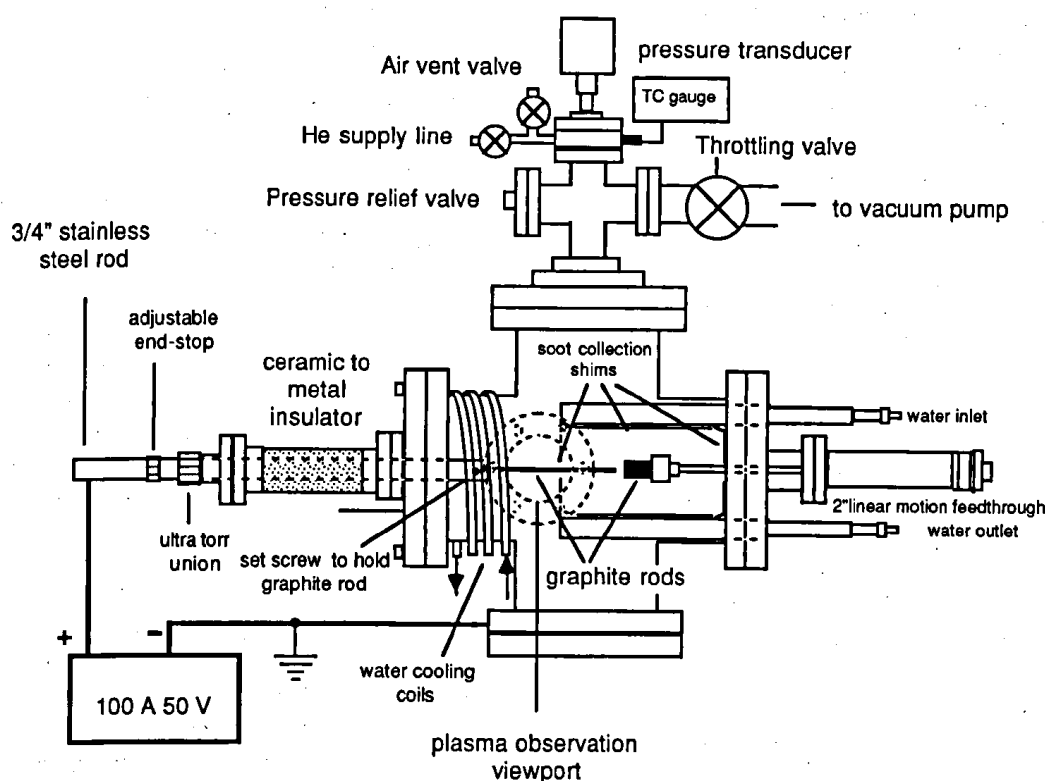 pressure transducer
Air vent valve
TC gauge
He supply line
Throttling valve
Pressure relief valve
to vacuum pump
3/4" stainless
steel rod
adjustable
end-stop
ceramic to
metal
insulator
soot collection
shims
water inlet
2"linear motion feedthrough
water outlet
ultra torr
union
set screw to hold
graphite rod
graphite rods
+
-
water cooling
coils
100 A 50 V
plasma observation
viewport